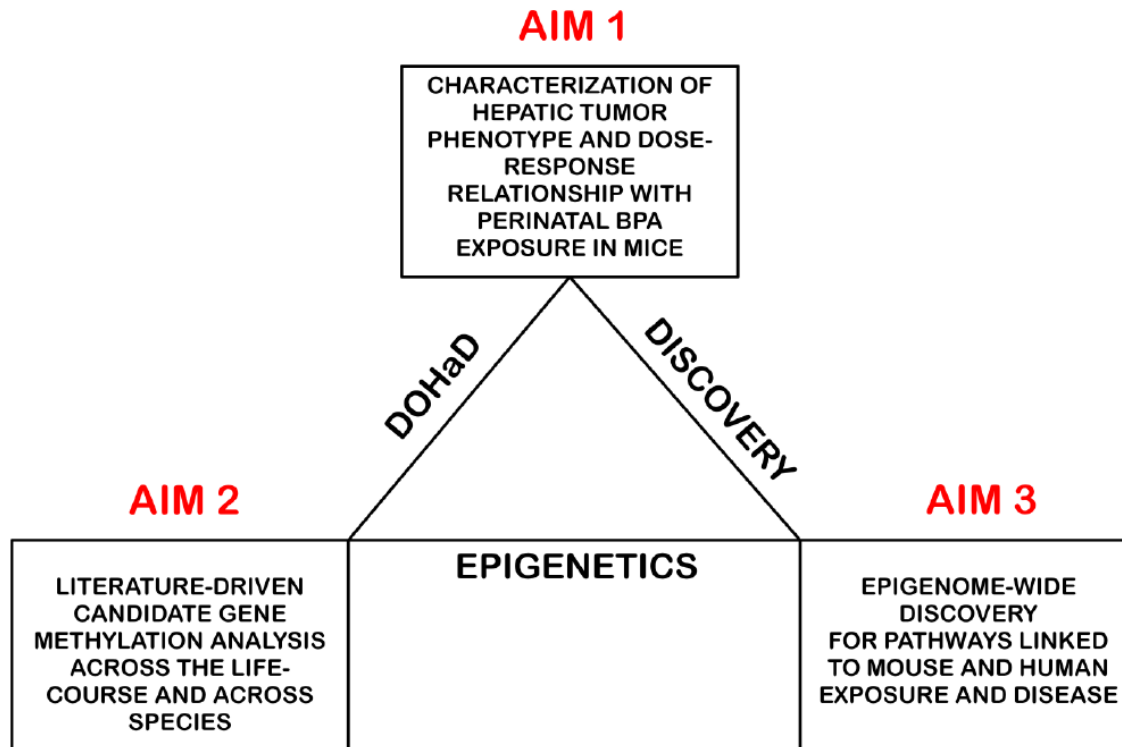 AIM 1
CHARACTERIZATION OF
HEPATIC TUMOR
PHENOTYPE AND DOSE-
RESPONSE
RELATIONSHIP WITH
PERINATAL BPA
EXPOSURE IN MICE
DOHaD
DISCOVERY
AIM 2
AIM 3
LITERATURE-DRIVEN
CANDIDATE GENE
METHYLATION ANALYSIS
ACROSS THE LIFE-
COURSE AND ACROSS
SPECIES
EPIGENETICS
EPIGENOME-WIDE
DISCOVERY
FOR PATHWAYS LINKED
TO MOUSE AND HUMAN
EXPOSURE AND DISEASE